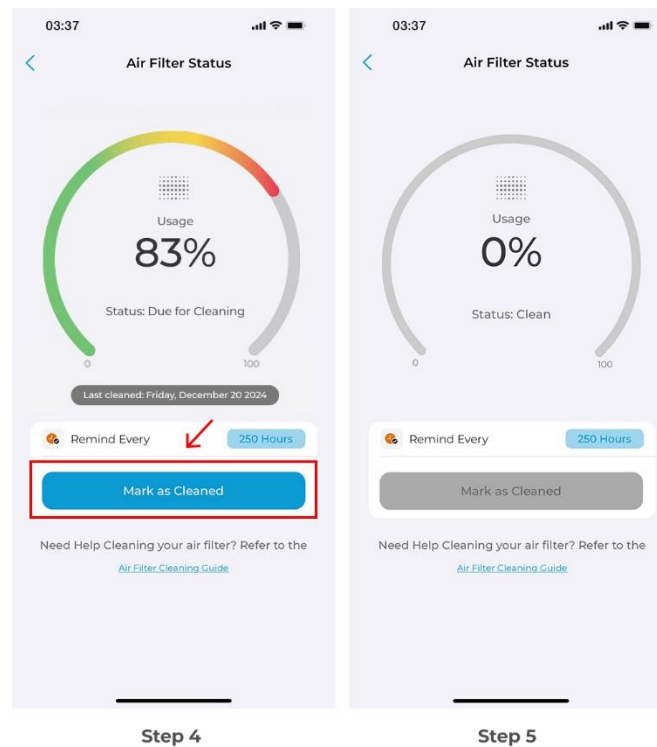 03:37
Air Filter Status
Usage
83%
Status: Due for Cleaning
0
100
Last cleaned: Friday, December 20 2024
Remind Every
250 Hours
Mark as Cleaned
Need Help Cleaning your air filter? Refer to the
Air Filter Cleaning Guide
Step 4
03:37
Air Filter Status
Usage
0%
Status: Clean
0
100
Remind Every
250 Hours
Mark as Cleaned
Need Help Cleaning your air filter? Refer to the
Air Filter Cleaning Guide
Step 5